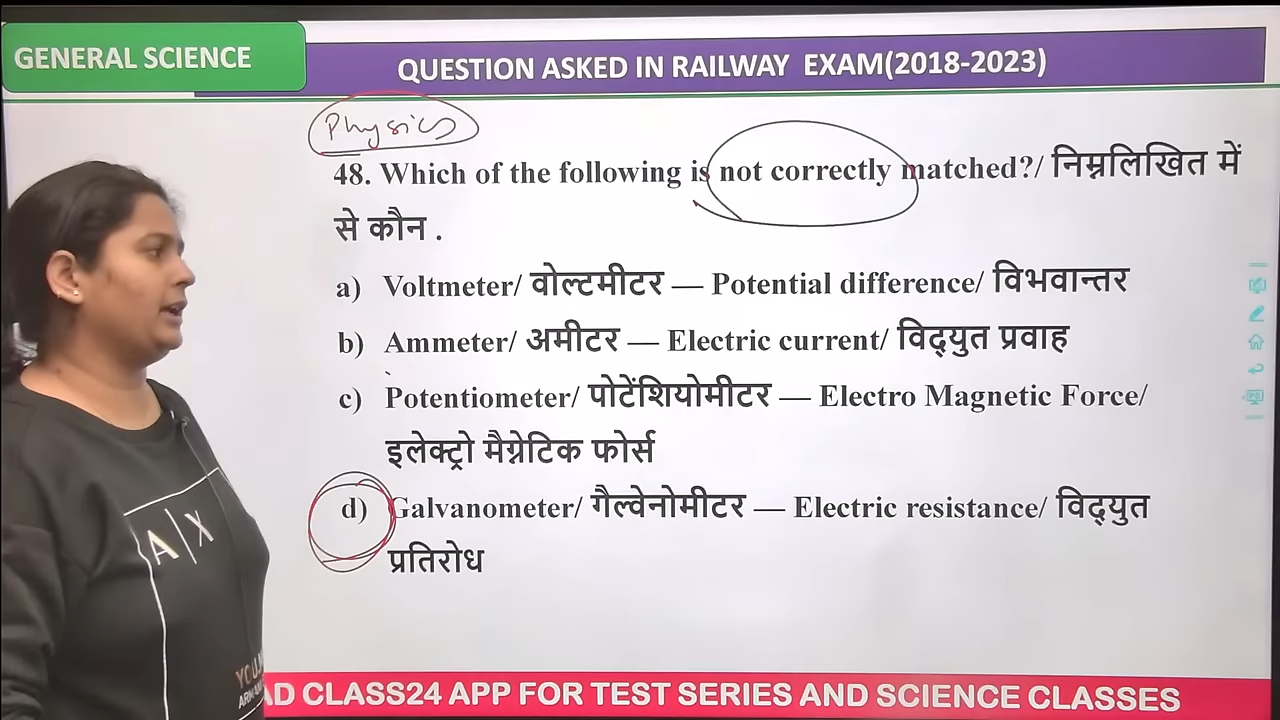 GENERAL SCIENCE
QUESTION ASKED IN RAILWAY EXAM(2018-2023)
Physics
48. Which of the following is not correctly matched?/ निम्नलिखित में
से कौन .
a) Voltmeter/ वोल्टमीटर — Potential difference/ विभवान्तर
b) Ammeter/ अमीटर — Electric current/ विद्युत प्रवाह
c) Potentiometer/ पोटेंशियोमीटर — Electro Magnetic Force/
इलेक्ट्रो मैग्नेटिक फोर्स
d) Galvanometer/ गैल्वेनोमीटर — Electric resistance/ विद्युत
प्रतिरोध
A|X
AD CLASS24 APP FOR TEST SERIES AND SCIENCE CLASSES